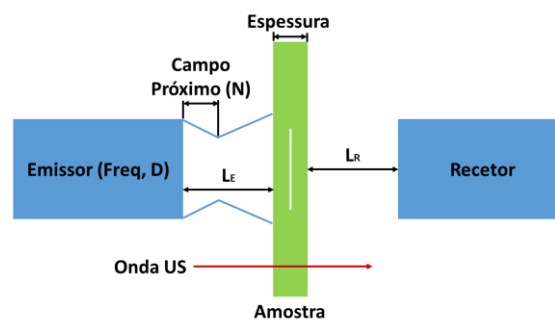 Espessura
Campo
Próximo (N)
Emissor (Freq, D)
LE
LR
Recetor
Onda US
Amostra